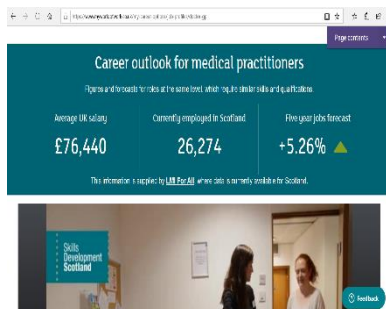 Page contents
Career outlook for medical practitioners
Figures and forecasts for roles at the same level, which require similar skills and qualifications.
Average UK salary
£76,440
Currently employed in Scotland
26,274
Five year jobs forecast
+5.26%
This information is supplied by LMI For All, where data is currently available for Scotland.
Skills
Development
Scotland
Feedback